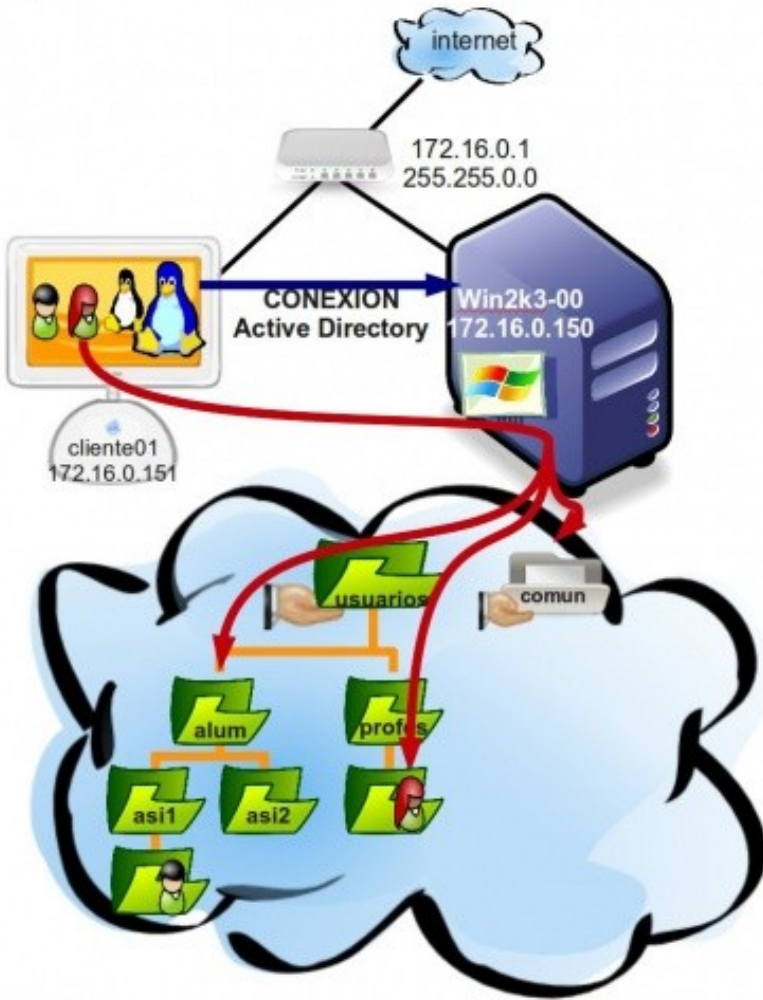 internet
172.16.0.1
255.255.0.0
CONEXION
Active Directory
Win2k3-00
172.16.0.150
cliente01
172.16.0.151
usuarios
comun
alum
profes
asi1
asi2